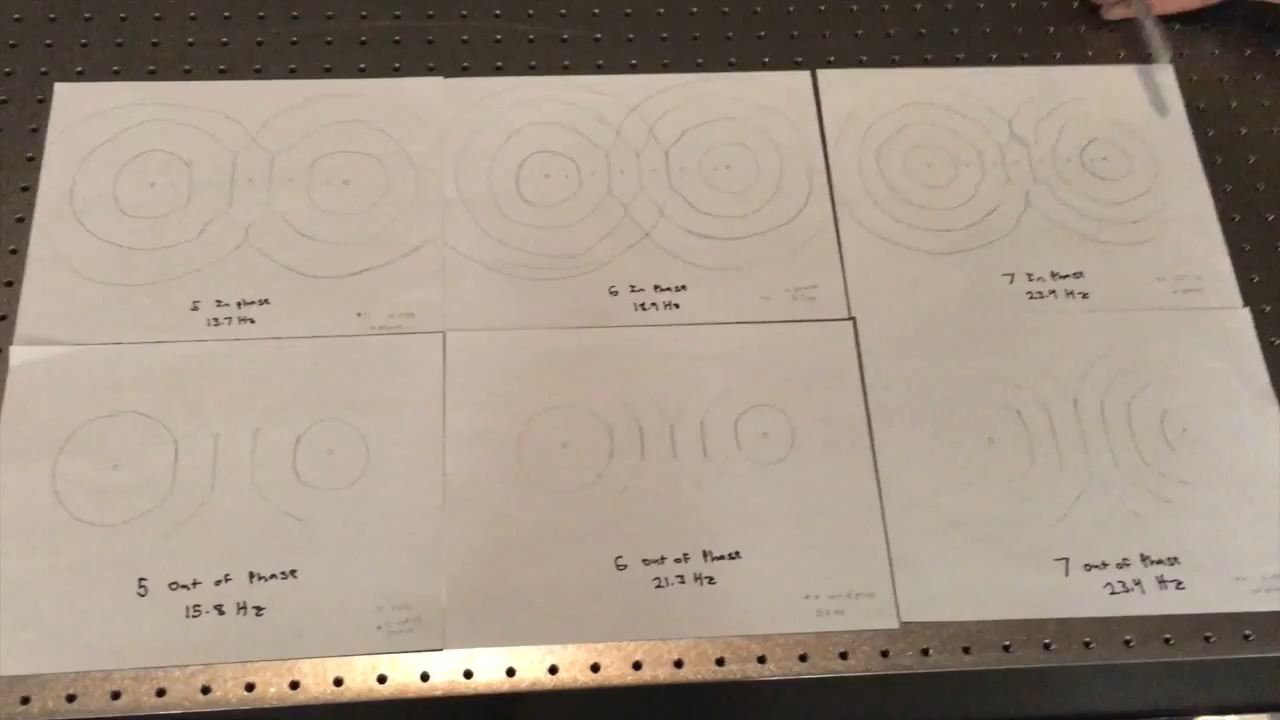 5 In phase
13.7 Hz
6 In Phase
18.9 Hz
7 In Phase
23.4 Hz
5 Out of Phase
15.8 Hz
6 out of Phase
21.3 Hz
7 out of Phase
23.4 Hz